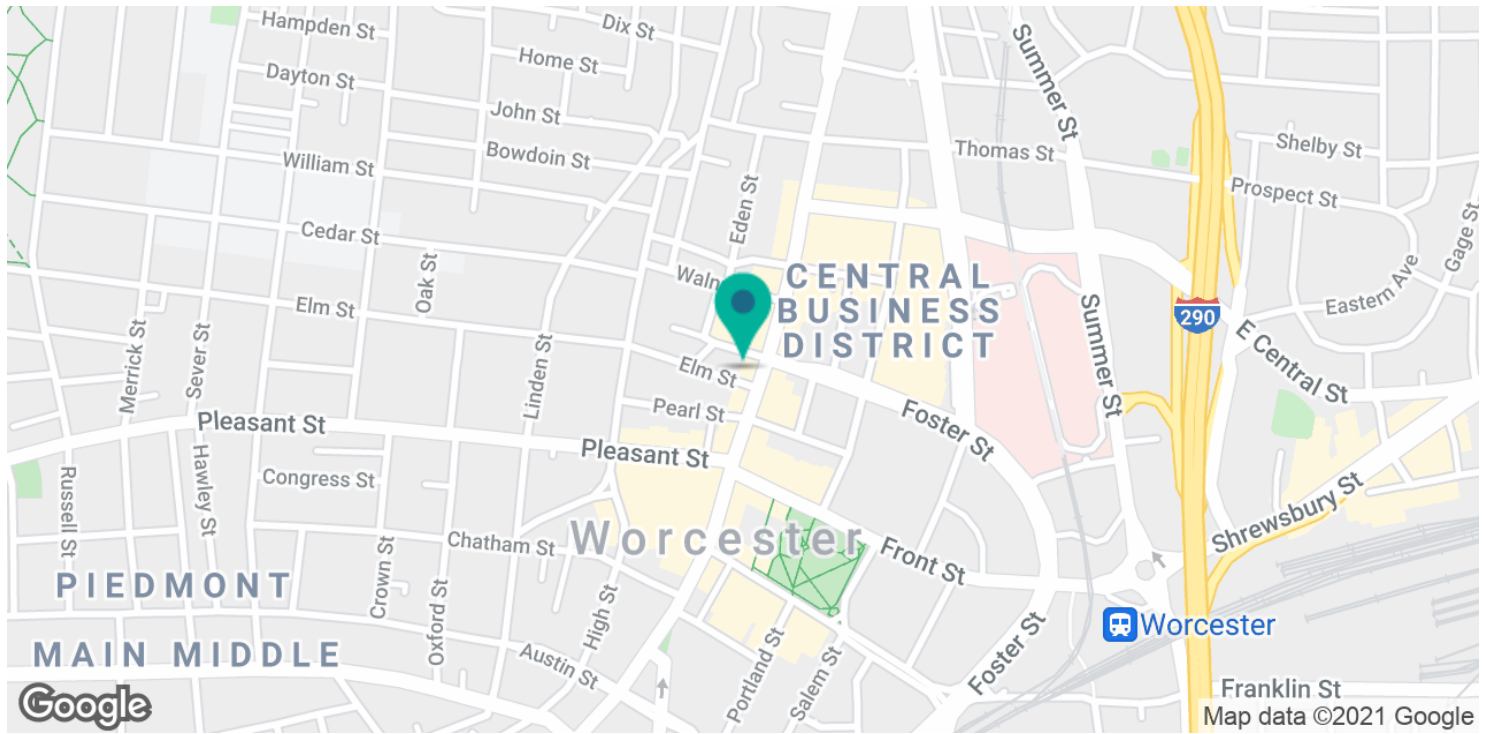 Hampden St
Dix St
Home St
Dayton St
John St
Summer St
Thomas St
Shelby St
Bowdoin St
William St
Prospect St
Eden St
Gage St
Cedar St
Oak St
Eastern Ave
CENTRAL
BUSINESS
DISTRICT
Elm St
290
E Central St
Merrick St
Sever St
Linden St
Summer St
Elm St
Pearl St
Foster St
Pleasant St
Pleasant St
Congress St
Russell St
Hawley St
Shrewsbury St
Chatham St
Worcester
Front St
PIEDMONT
Crown St
Oxford St
High St
Worcester
MAIN MIDDLE
Austin St
Portland St
Salem St
Foster St
Franklin St
Google
Map data ©2021 Google